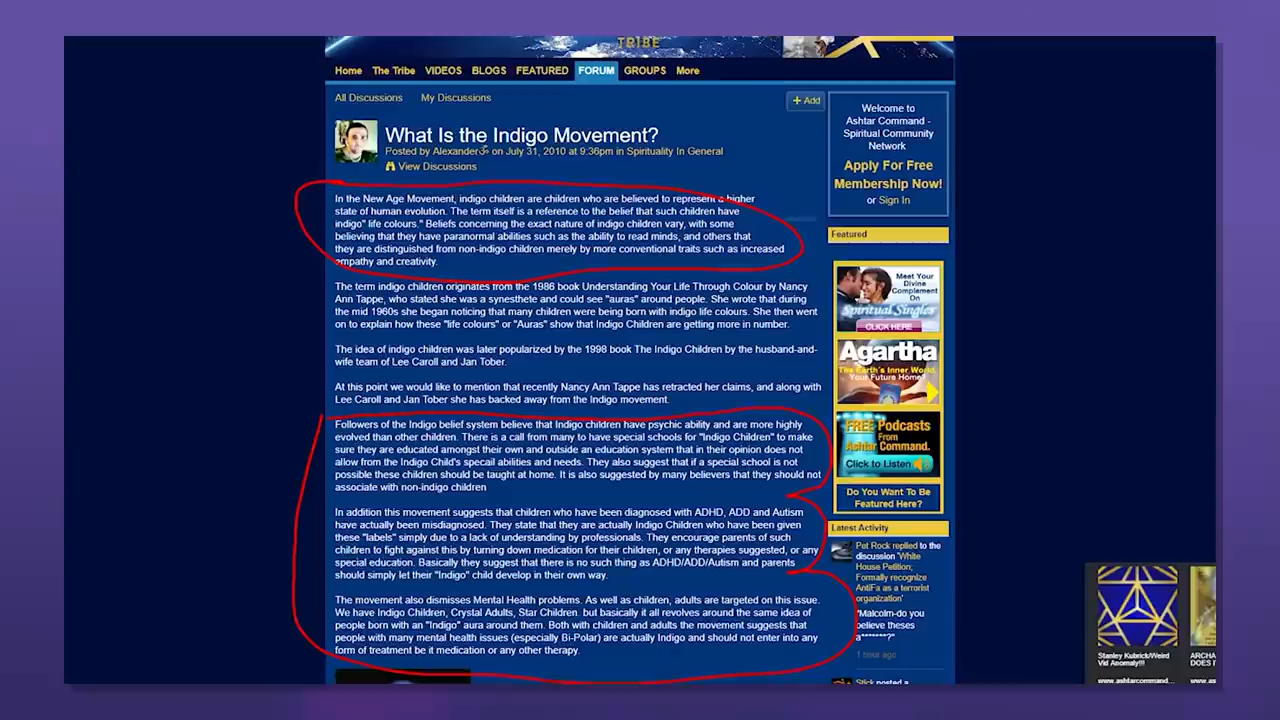 TRIBE
Home The Tribe VIDEOS BLOGS FEATURED FORUM GROUPS More
All Discussions My Discussions
+ Add
What Is the Indigo Movement?
Posted by Alexanderૐ on July 31, 2010 at 9:36pm in Spirituality In General
View Discussions
In the New Age Movement, indigo children are children who are believed to represent a higher
state of human evolution. The term itself is a reference to the belief that such children have
indigo" life colours." Beliefs concerning the exact nature of indigo children vary, with some
believing that they have paranormal abilities such as the ability to read minds, and others that
they are distinguished from non-indigo children merely by more conventional traits such as increased
empathy and creativity.
The term indigo children originates from the 1986 book Understanding Your Life Through Colour by Nancy
Ann Tappe, who stated she was a synesthete and could see "auras" around people. She wrote that during
the mid 1960s she began noticing that many children were being born with indigo life colours. She then went
on to explain how these "life colours" or "Auras" show that Indigo Children are getting more in number.
The idea of indigo children was later popularized by the 1998 book The Indigo Children by the husband-and-
wife team of Lee Caroll and Jan Tober.
At this point we would like to mention that recently Nancy Ann Tappe has retracted her claims, and along with
Lee Caroll and Jan Tober she has backed away from the Indigo movement.
Followers of the Indigo belief system believe that Indigo children have psychic ability and are more highly
evolved than other children. There is a call from many to have special schools for "Indigo Children" to make
sure they are educated amongst their own and outside an education system that in their opinion does not
allow from the Indigo Child's specail abilities and needs. They also suggest that if a special school is not
possible these children should be taught at home. It is also suggested by many believers that they should not
associate with non-indigo children
In addition this movement suggests that children who have been diagnosed with ADHD, ADD and Autism
have actually been misdiagnosed. They state that they are actually Indigo Children who have been given
these "labels" simply due to a lack of understanding by professionals. They encourage parents of such
children to fight against this by turning down medication for their children, or any therapies suggested, or any
special education. Basically they suggest that there is no such thing as ADHD/ADD/Autism and parents
should simply let their "Indigo" child develop in their own way.
The movement also dismisses Mental Health problems. As well as children, adults are targeted on this issue.
We have Indigo Children, Crystal Adults, Star Children. but basically it all revolves around the same idea of
people born with an "Indigo" aura around them. Both with children and adults the movement suggests that
people with many mental health issues (especially Bi-Polar) are actually Indigo and should not enter into any
form of treatment be it medication or any other therapy.
Welcome to
Ashtar Command -
Spiritual Community
Network
Apply For Free
Membership Now!
or Sign In
Featured
Meet Your
Divine
Complement
On
Spiritual Singles
CLICK HERE
Agartha
The Earth's Inner World
Your Future Home?
FREE Podcasts
From
Ashtar Command.
Click to Listen
Do You Want To Be
Featured Here?
Latest Activity
Pet Rock replied to the
discussion 'White
House Petition;
Formally recognize
AntiFa as a terrorist
organization'
"Malcolm-do you
believe theses
a*******?"
1 hour ago
Stick posted a
Stanley Kubrick/Weird
Vid Anomaly!!!
www.ashtarcommand...
ARCHA
DOES I
www.as